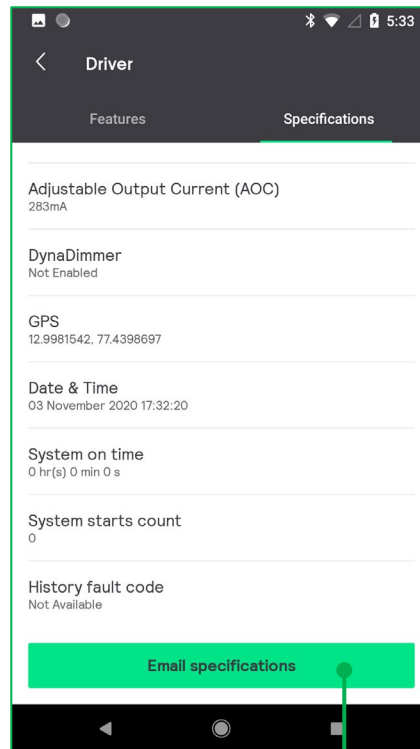 5:33
Driver
Features Specifications
Adjustable Output Current (AOC)
283mA
DynaDimmer
Not Enabled
GPS
12.9981542, 77.4398697
Date & Time
03 November 2020 17:32:20
System on time
0 hr(s) 0 min 0 s
System starts count
0
History fault code
Not Available
Email specifications